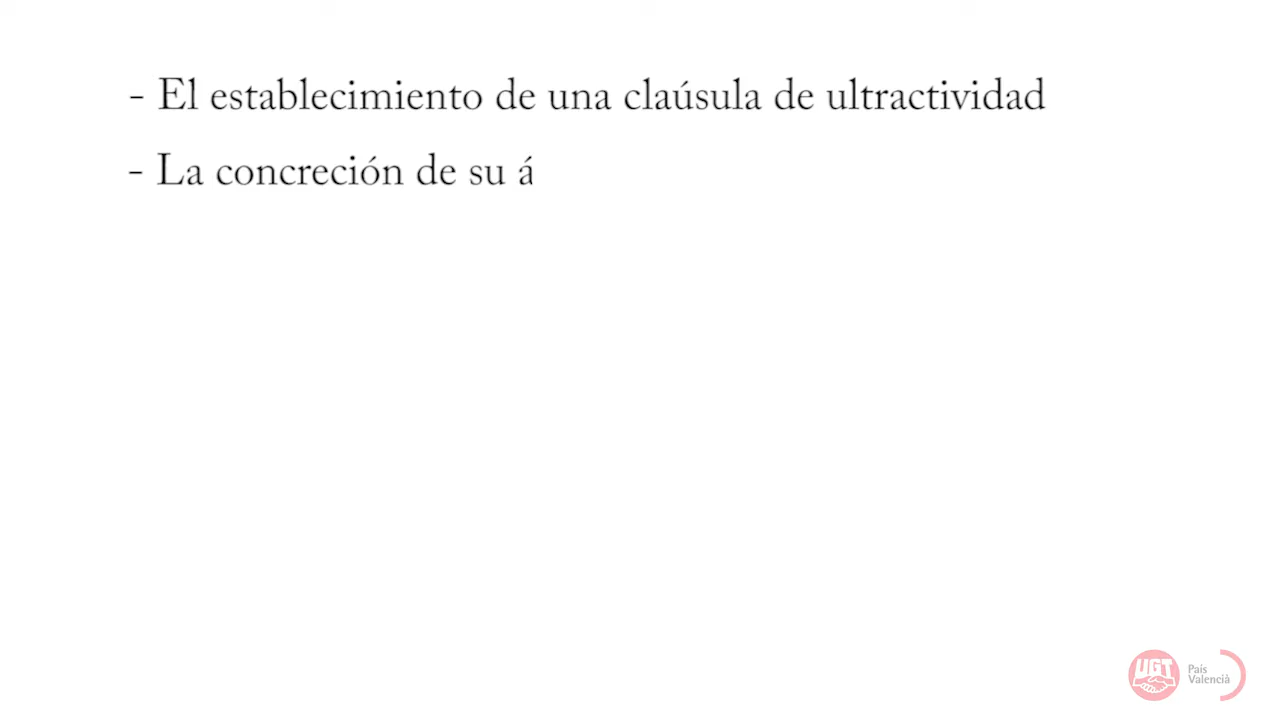 - El establecimiento de una claúsula de ultractividad
- La concreción de su á
UGT
País
Valencià